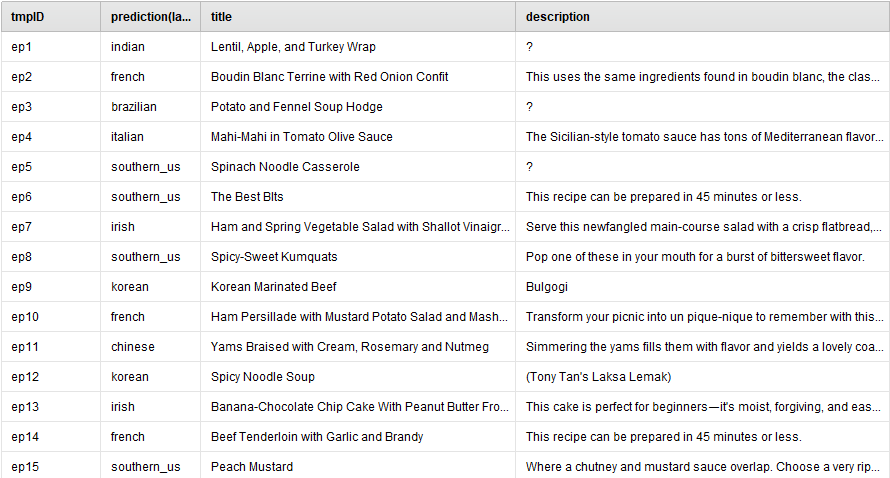 tmpID prediction(la... title description
ep1 indian Lentil, Apple, and Turkey Wrap ?
ep2 french Boudin Blanc Terrine with Red Onion Confit This uses the same ingredients found in boudin blanc, the clas...
ep3 brazilian Potato and Fennel Soup Hodge ?
ep4 italian Mahi-Mahi in Tomato Olive Sauce The Sicilian-style tomato sauce has tons of Mediterranean flavor...
ep5 southern_us Spinach Noodle Casserole ?
ep6 southern_us The Best Blts This recipe can be prepared in 45 minutes or less.
ep7 irish Ham and Spring Vegetable Salad with Shallot Vinaigr... Serve this newfangled main-course salad with a crisp flatbread,...
ep8 southern_us Spicy-Sweet Kumquats Pop one of these in your mouth for a burst of bittersweet flavor.
ep9 korean Korean Marinated Beef Bulgogi
ep10 french Ham Persillade with Mustard Potato Salad and Mash... Transform your picnic into un pique-nique to remember with this...
ep11 chinese Yams Braised with Cream, Rosemary and Nutmeg Simmering the yams fills them with flavor and yields a lovely coa...
ep12 korean Spicy Noodle Soup (Tony Tan's Laksa Lemak)
ep13 irish Banana-Chocolate Chip Cake With Peanut Butter Fro... This cake is perfect for beginners—it's moist, forgiving, and eas...
ep14 french Beef Tenderloin with Garlic and Brandy This recipe can be prepared in 45 minutes or less.
ep15 southern_us Peach Mustard Where a chutney and mustard sauce overlap. Choose a very rip...